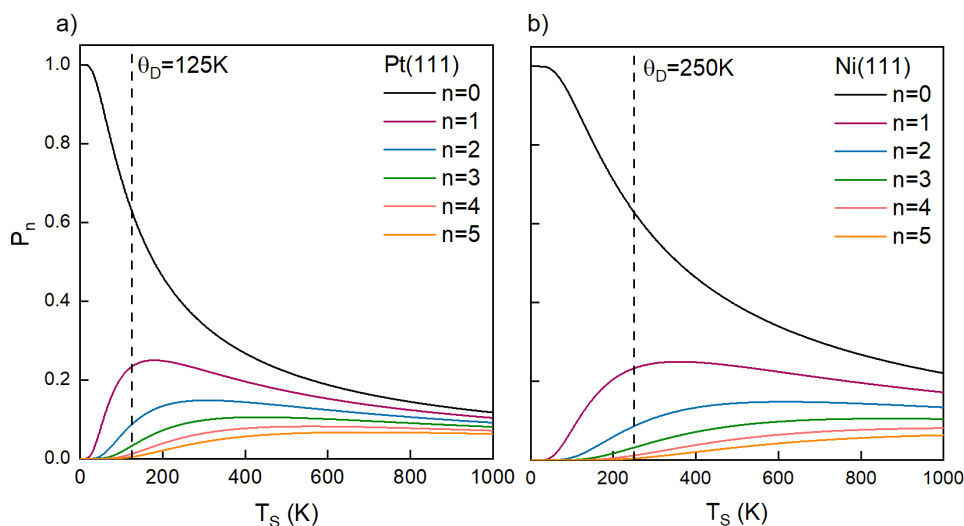 a)
θD=125K
Pt(111)
n=0
n=1
n=2
n=3
n=4
n=5
Pn
1.0
0.8
0.6
0.4
0.2
0.0
0 200 400 600 800 1000
TS (K)
b)
θD=250K
Ni(111)
n=0
n=1
n=2
n=3
n=4
n=5
0 200 400 600 800 1000
TS (K)